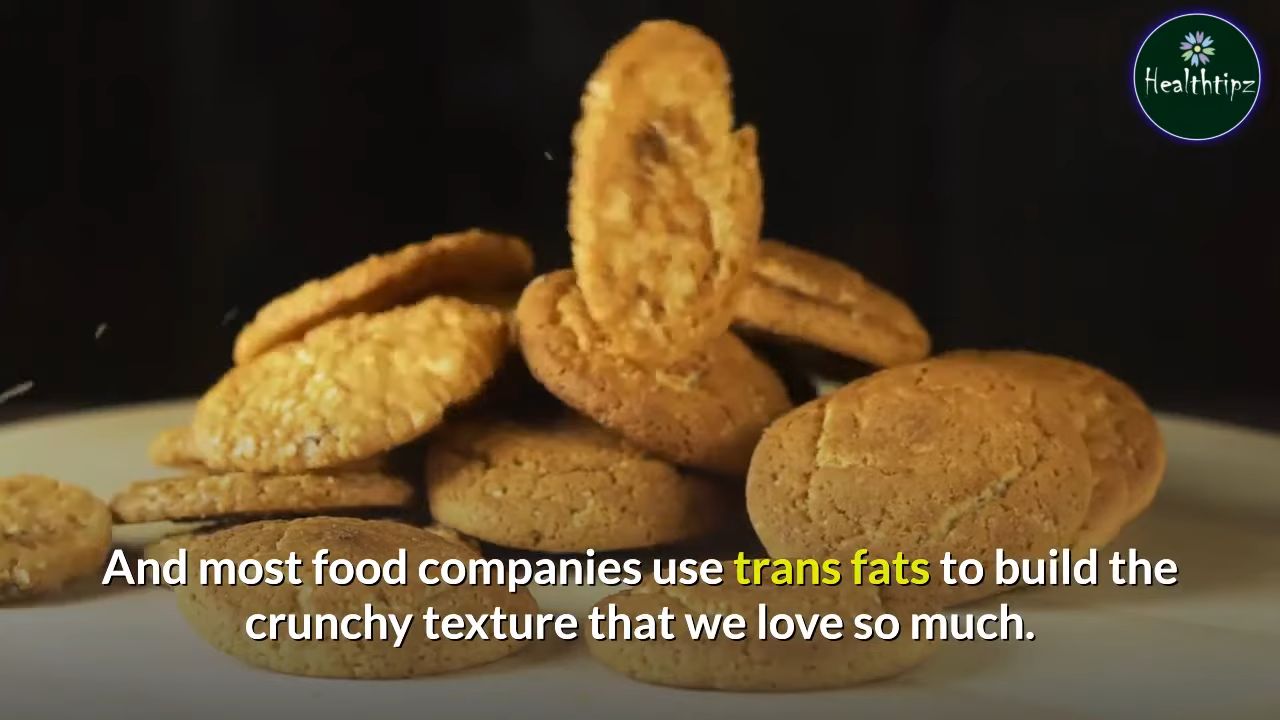 Healthtipz
And most food companies use trans fats to build the
crunchy texture that we love so much.